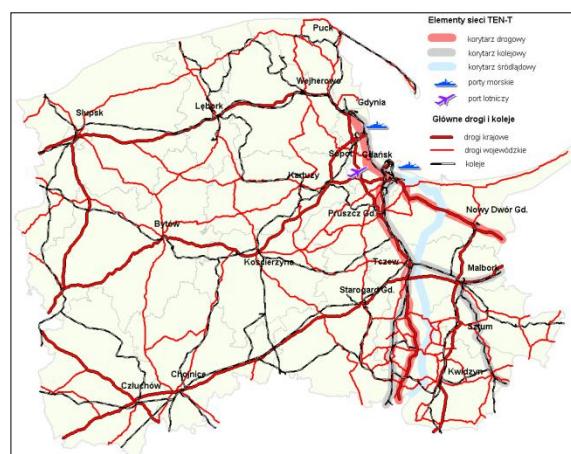 Elementy sieci TEN-T
korytarz drogowy
korytarz kolejowy
korytarz śródlądowy
porty morskie
port lotniczy
Główne drogi i koleje
drogi krajowe
drogi wojewódzkie
koleje
Puck
Wejherowo
Gdynia
Lębork
Słupsk
Sopot
Gdańsk
Kartuzy
Nowy Dwór Gd.
Pruszcz Gd.
Bytów
Kościerzyna
Tczew
Malbork
Starogard Gd.
Sztum
Chojnice
Kwidzyn
Człuchów